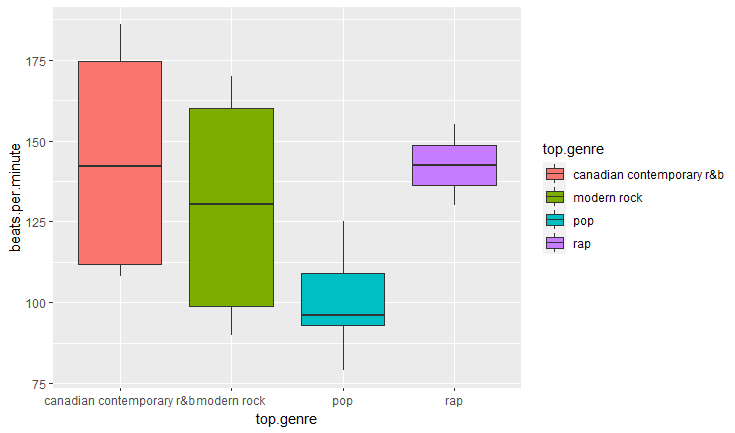 175
150
125
100
75
beats.per.minute
canadian contemporary r&b modern rock pop rap
top.genre
top.genre
canadian contemporary r&b
modern rock
pop
rap